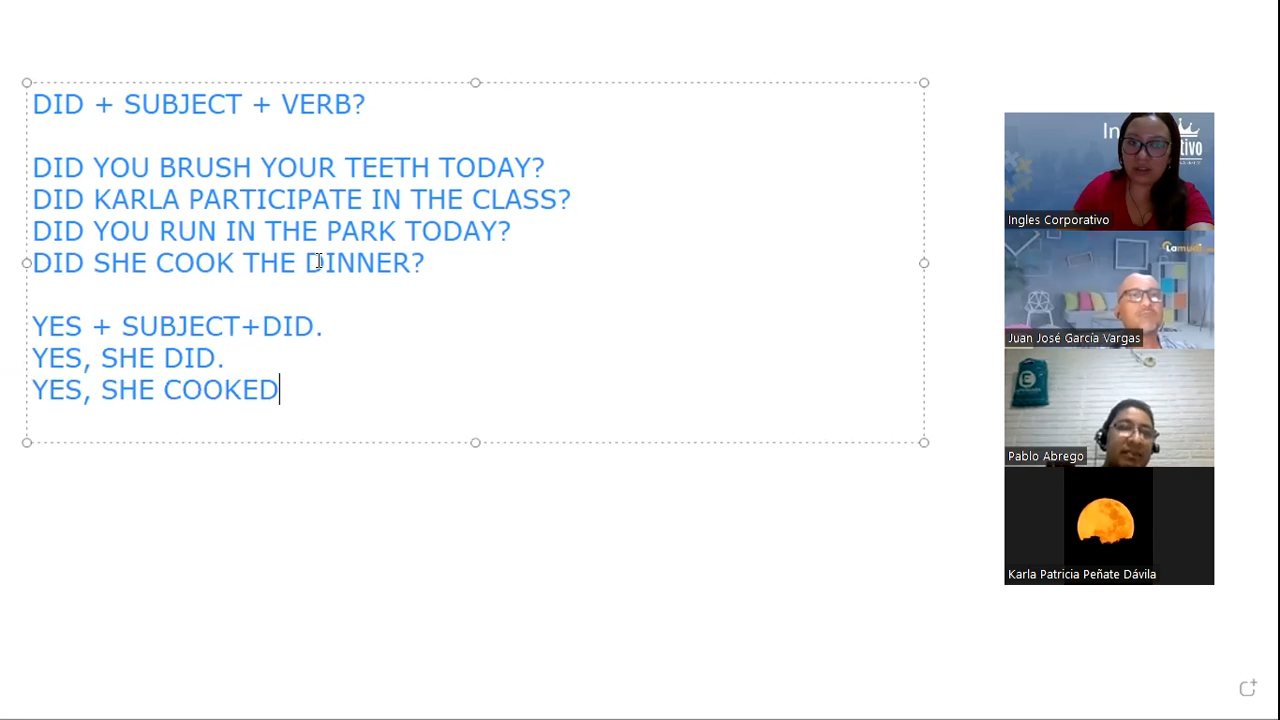 DID + SUBJECT + VERB?
DID YOU BRUSH YOUR TEETH TODAY?
DID KARLA PARTICIPATE IN THE CLASS?
DID YOU RUN IN THE PARK TODAY?
DID SHE COOK THE DINNER?
YES + SUBJECT+DID.
YES, SHE DID.
YES, SHE COOKED
Ingles Corporativo
Juan José García Vargas
Pablo Abrego
Karla Patricia Peñate Dávila